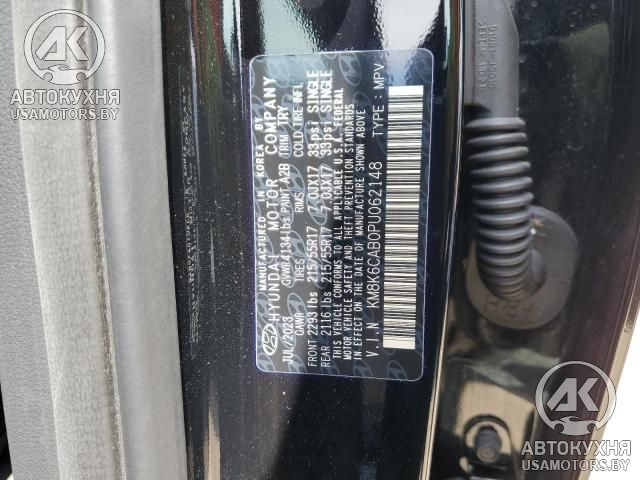 АВТОКУХНЯ
USAMOTORS.BY
MANUFACTURED IN KOREA BY
HYUNDAI MOTOR COMPANY
JUL/2023 GVWR 4134 lbs PAINT A2B TRIM TRY
GAWR TIRES RIMS COLD TIRE INFL
FRONT 2293 lbs 215/55R17 7.0JX17 33psi SINGLE
REAR 2116 lbs 215/55R17 7.0JX17 33psi SINGLE
THIS VEHICLE CONFORMS TO ALL APPLICABLE U.S. FEDERAL
MOTOR VEHICLE SAFETY AND THEFT PREVENTION STANDARDS
IN EFFECT ON THE DATE OF MANUFACTURE SHOWN ABOVE
V.I.N KM8K6CAB0PU062148 TYPE MPV
АВТОКУХНЯ
USAMOTORS.BY